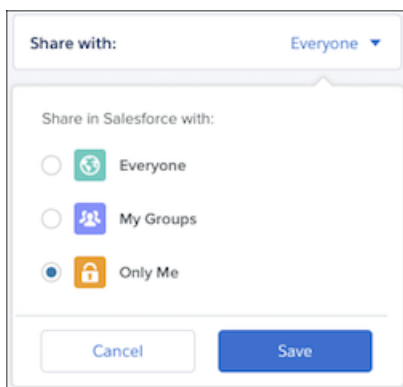 Share with: Everyone
Share in Salesforce with:
Everyone
My Groups
Only Me
Cancel Save